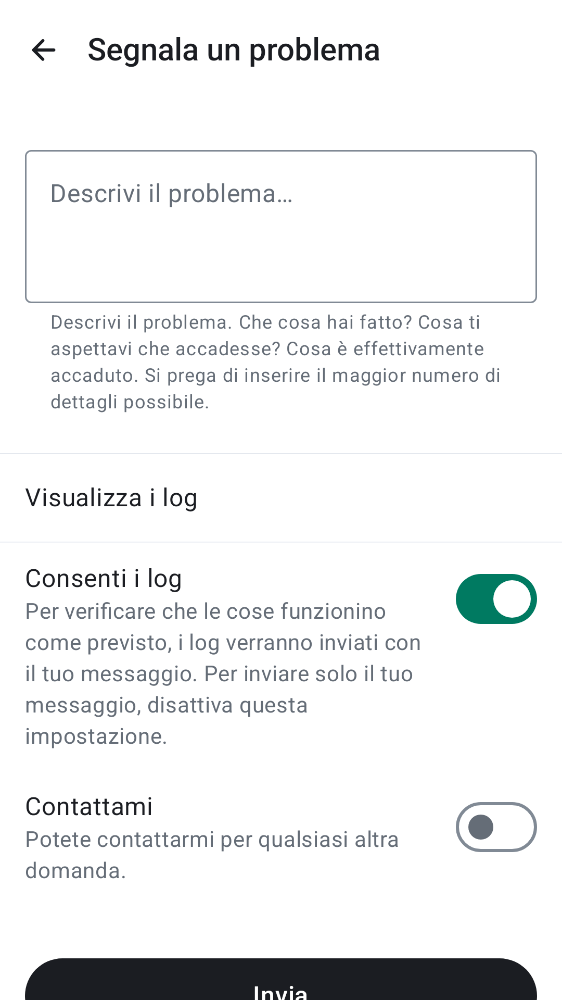 Segnala un problema
Descrivi il problema…
Descrivi il problema. Che cosa hai fatto? Cosa ti
aspettavi che accadesse? Cosa è effettivamente
accaduto. Si prega di inserire il maggior numero di
dettagli possibile.
Visualizza i log
Consenti i log
Per verificare che le cose funzionino
come previsto, i log verranno inviati con
il tuo messaggio. Per inviare solo il tuo
messaggio, disattiva questa
impostazione.
Contattami
Potete contattarmi per qualsiasi altra
domanda.
Invia